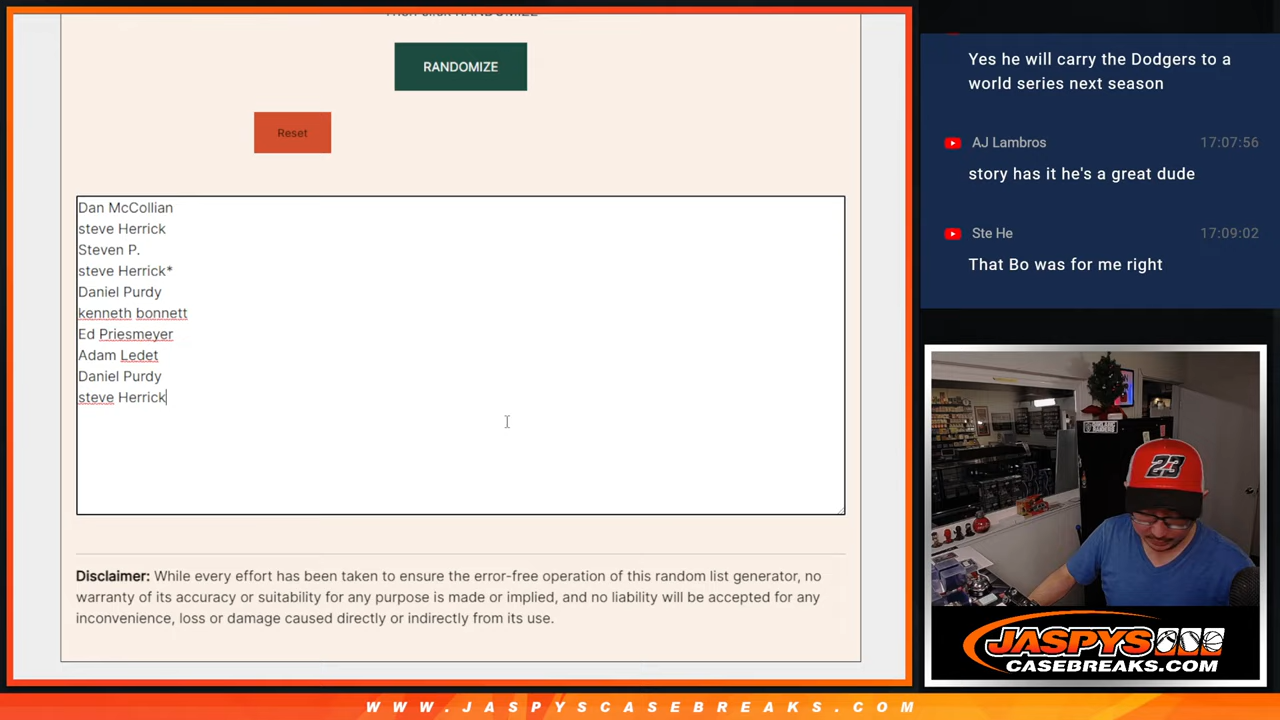 Then click RANDOMIZE
RANDOMIZE
Reset
Dan McCollian
steve Herrick
Steven P.
steve Herrick*
Daniel Purdy
kenneth bonnett
Ed Priesmeyer
Adam Ledet
Daniel Purdy
steve Herrick
Disclaimer: While every effort has been taken to ensure the error-free operation of this random list generator, no
warranty of its accuracy or suitability for any purpose is made or implied, and no liability will be accepted for any
inconvenience, loss or damage caused directly or indirectly from its use.
Yes he will carry the Dodgers to a
world series next season
AJ Lambros 17:07:56
story has it he's a great dude
Ste He 17:09:02
That Bo was for me right
23
JASPYS
CASEBREAKS.COM
WWW.JASPYSCASEBREAKS.COM